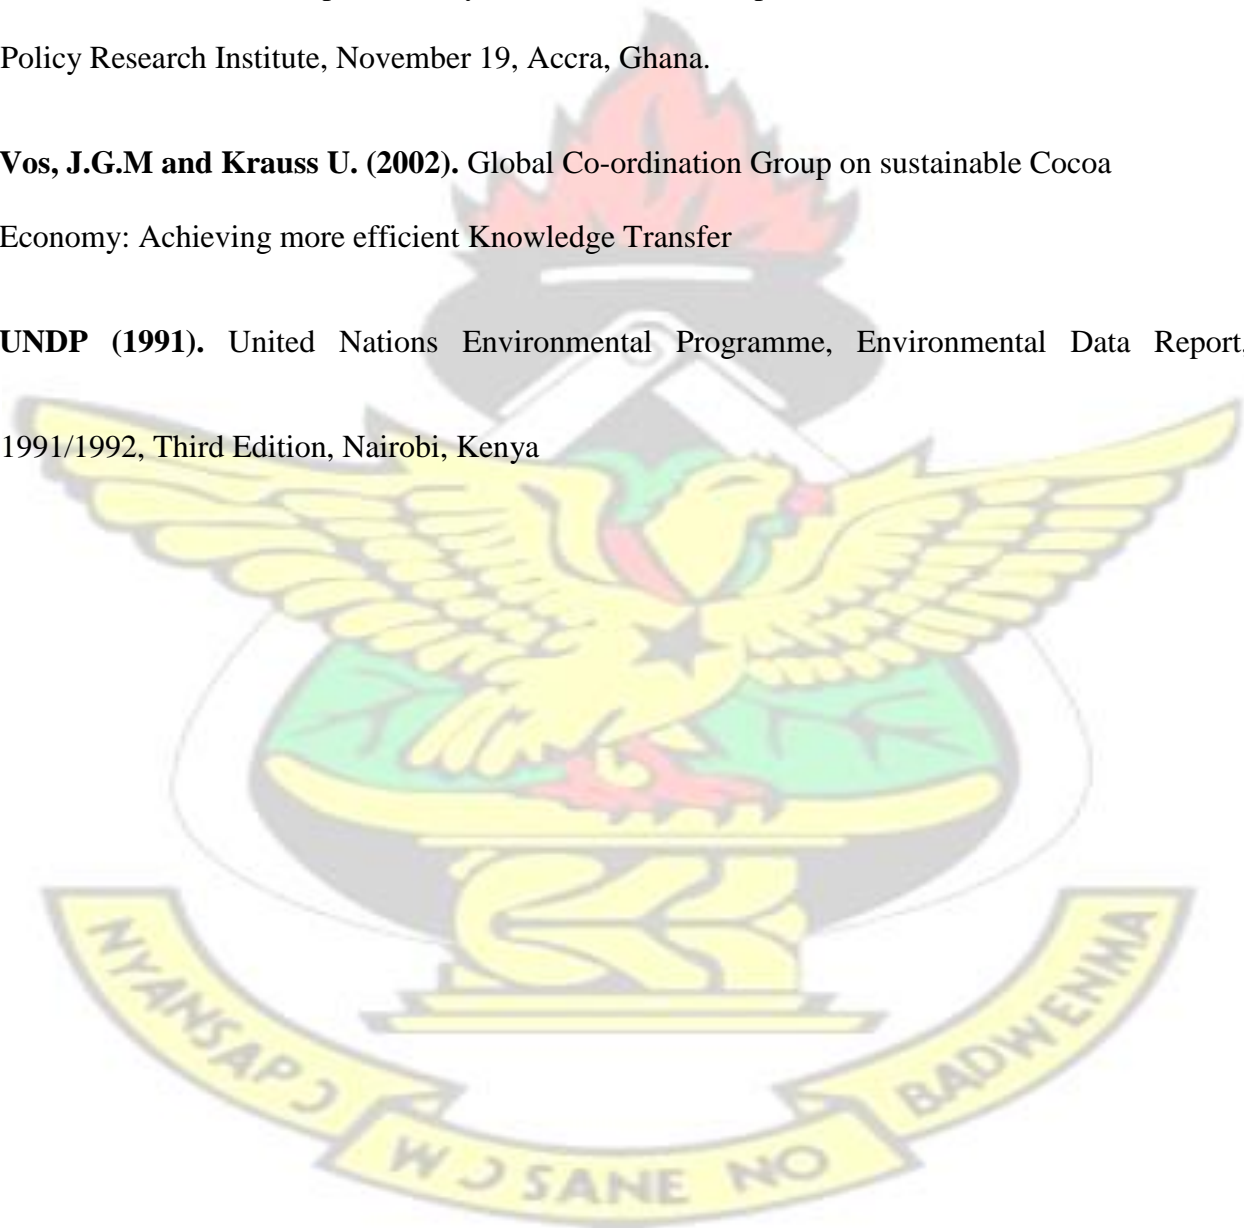 Policy Research Institute, November 19, Accra, Ghana.
Vos, J.G.M and Krauss U. (2002). Global Co-ordination Group on sustainable Cocoa
Economy: Achieving more efficient Knowledge Transfer
UNDP (1991). United Nations Environmental Programme, Environmental Data Report.
1991/1992, Third Edition, Nairobi, Kenya
NYANSAPƆ
WƆSANE NO
BADWENMA